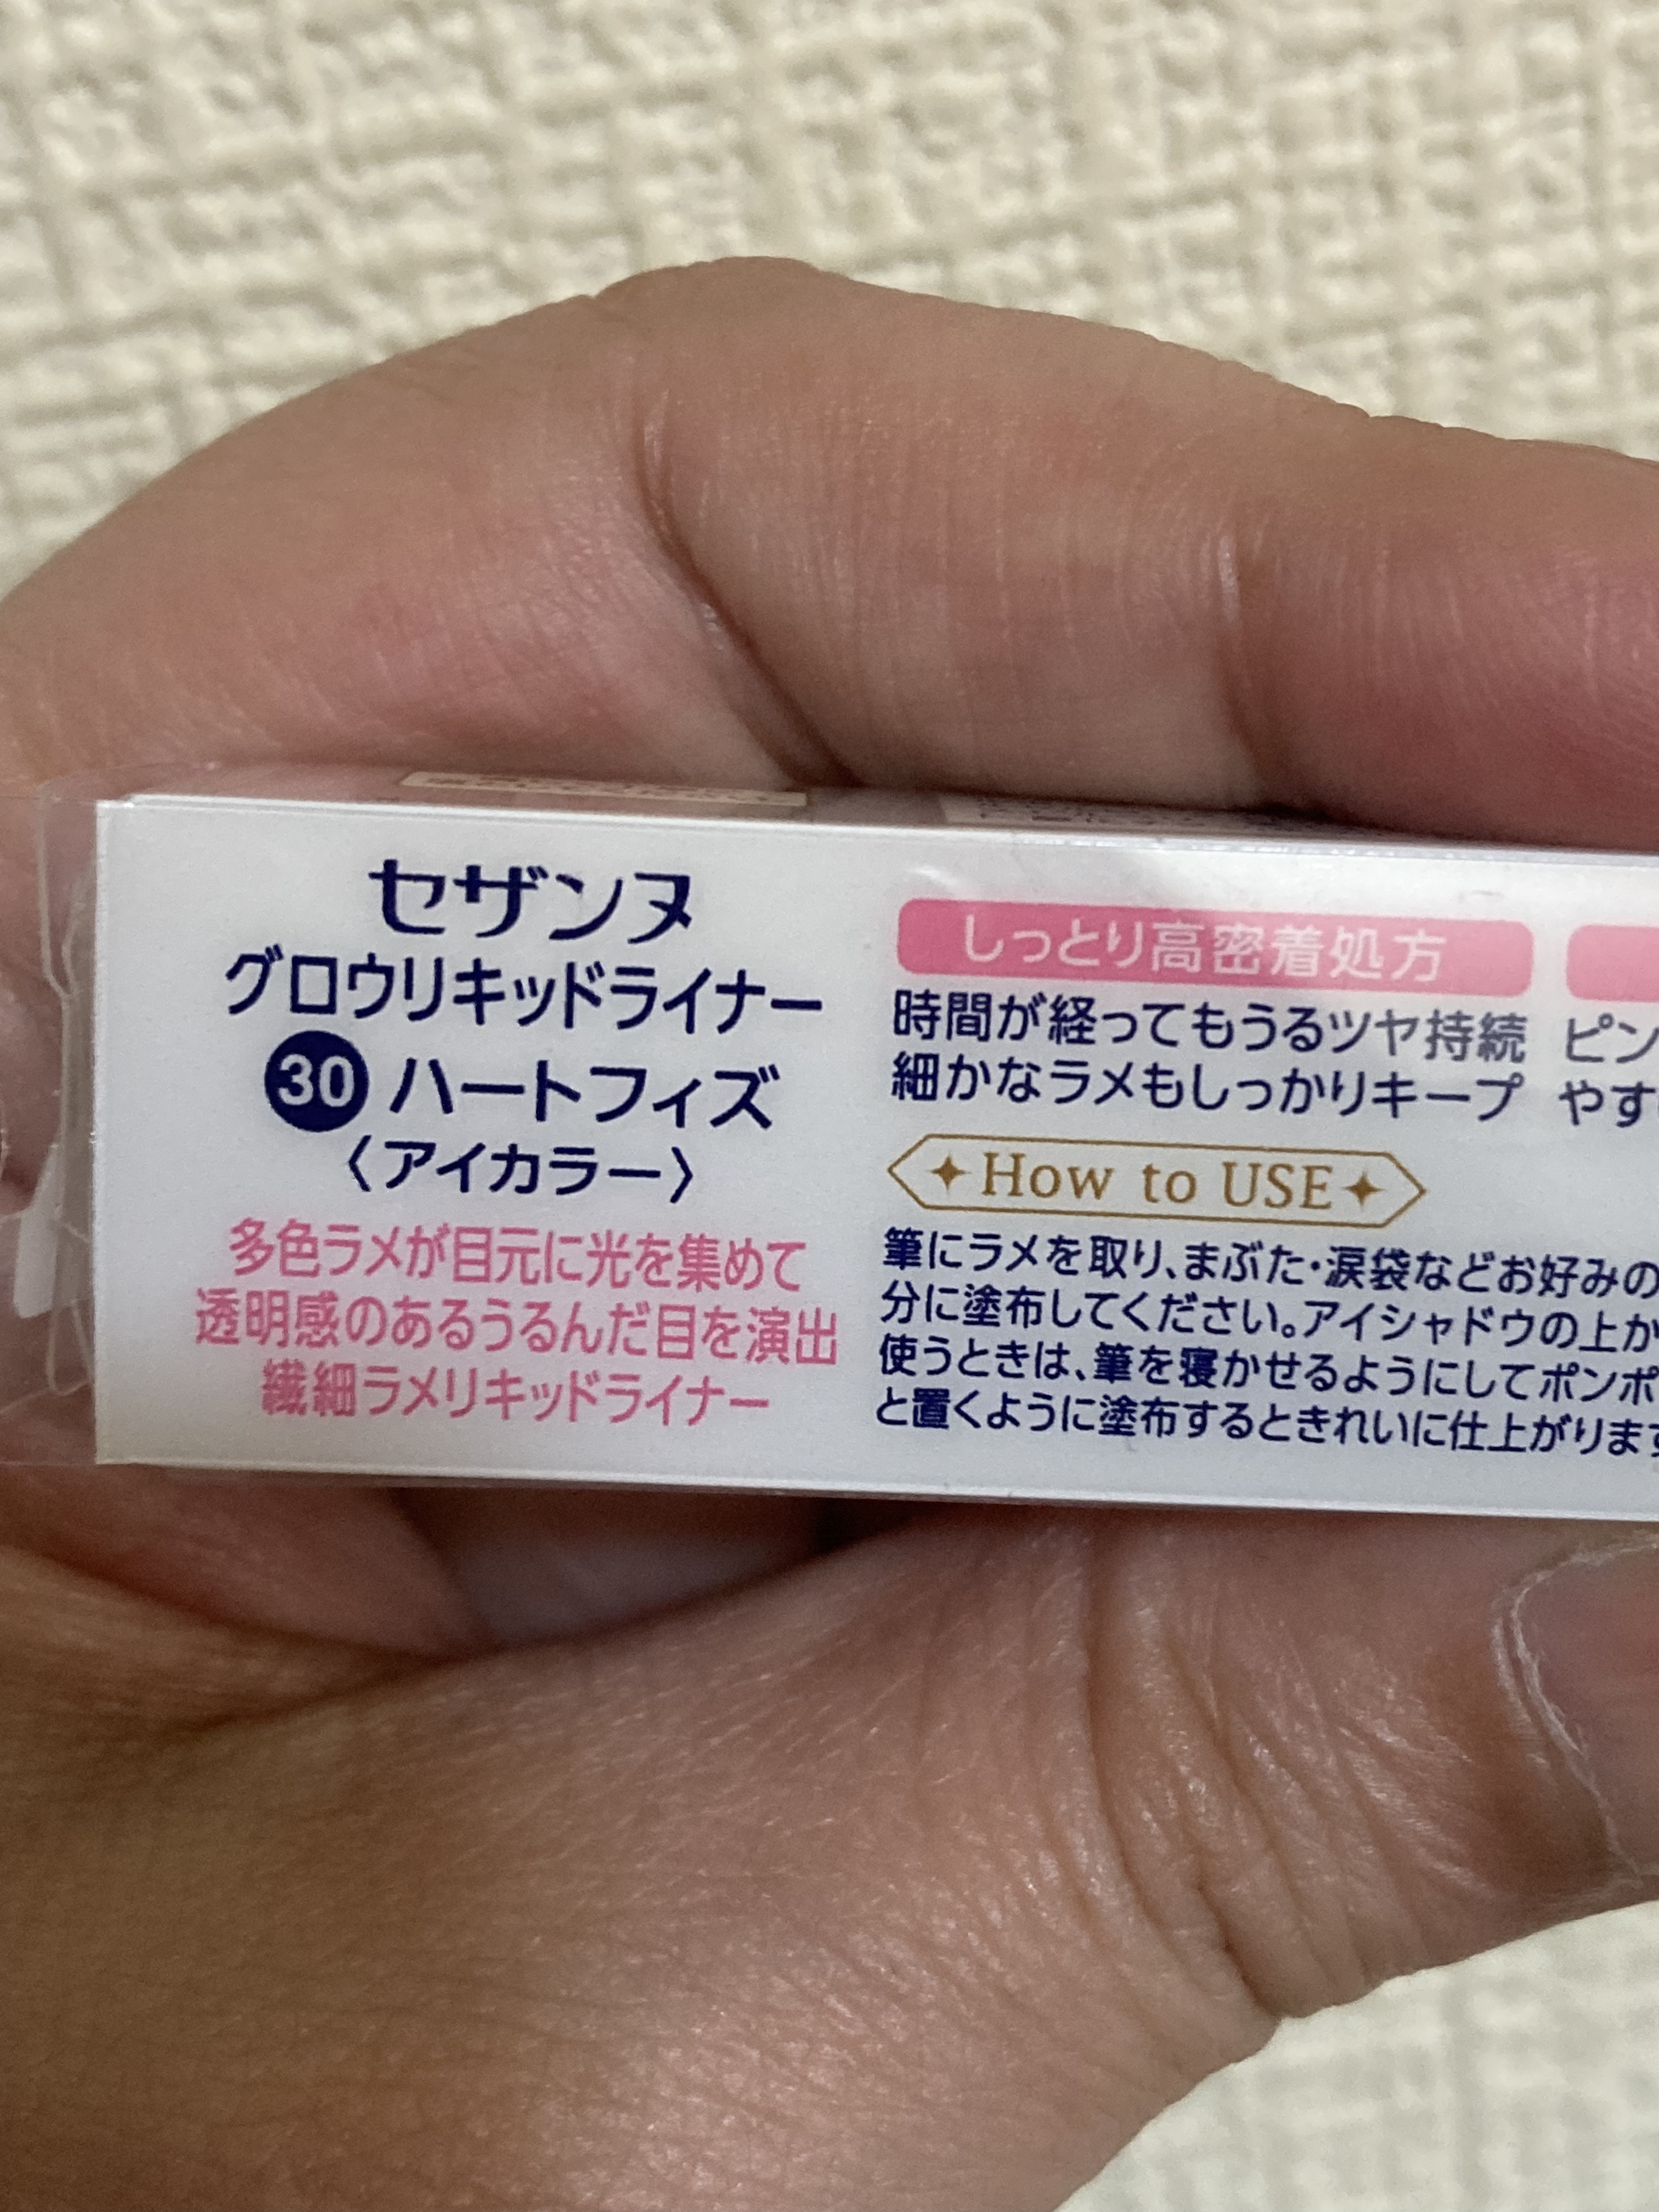 セザンヌ
グロウリキッドライナー
30 ハートフィズ
〈アイカラー〉
多色ラメが目元に光を集めて
透明感のあるうるんだ目を演出
繊細ラメリキッドライナー
しっとり高密着処方
時間が経ってもうるツヤ持続
細かなラメもしっかりキープ
ピン
やす
How to USE
筆にラメを取り、まぶた・涙袋などお好みの
分に塗布してください。アイシャドウの上か
使うときは、筆を寝かせるようにしてポンポ
と置くように塗布するときれいに仕上がります